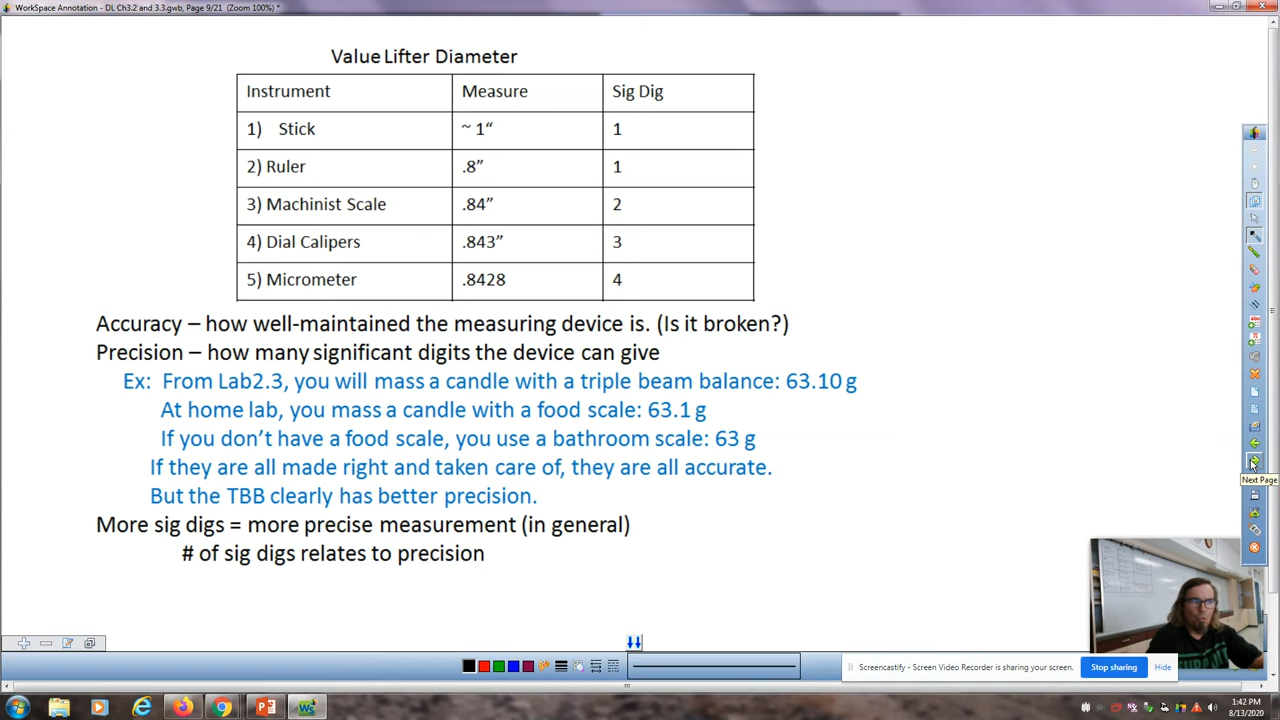 WorkSpace Annotation - DL Ch3.2 and 3.3.gwb, Page 9/21 (Zoom 100%) *
Value Lifter Diameter
Instrument Measure Sig Dig
1) Stick ~ 1“ 1
2) Ruler .8” 1
3) Machinist Scale .84” 2
4) Dial Calipers .843” 3
5) Micrometer .8428 4
Accuracy – how well-maintained the measuring device is. (Is it broken?)
Precision – how many significant digits the device can give
Ex: From Lab2.3, you will mass a candle with a triple beam balance: 63.10 g
At home lab, you mass a candle with a food scale: 63.1 g
If you don’t have a food scale, you use a bathroom scale: 63 g
If they are all made right and taken care of, they are all accurate.
But the TBB clearly has better precision.
More sig digs = more precise measurement (in general)
# of sig digs relates to precision
Next Page
Screencastify - Screen Video Recorder is sharing your screen. Stop sharing Hide
1:42 PM
8/13/2020